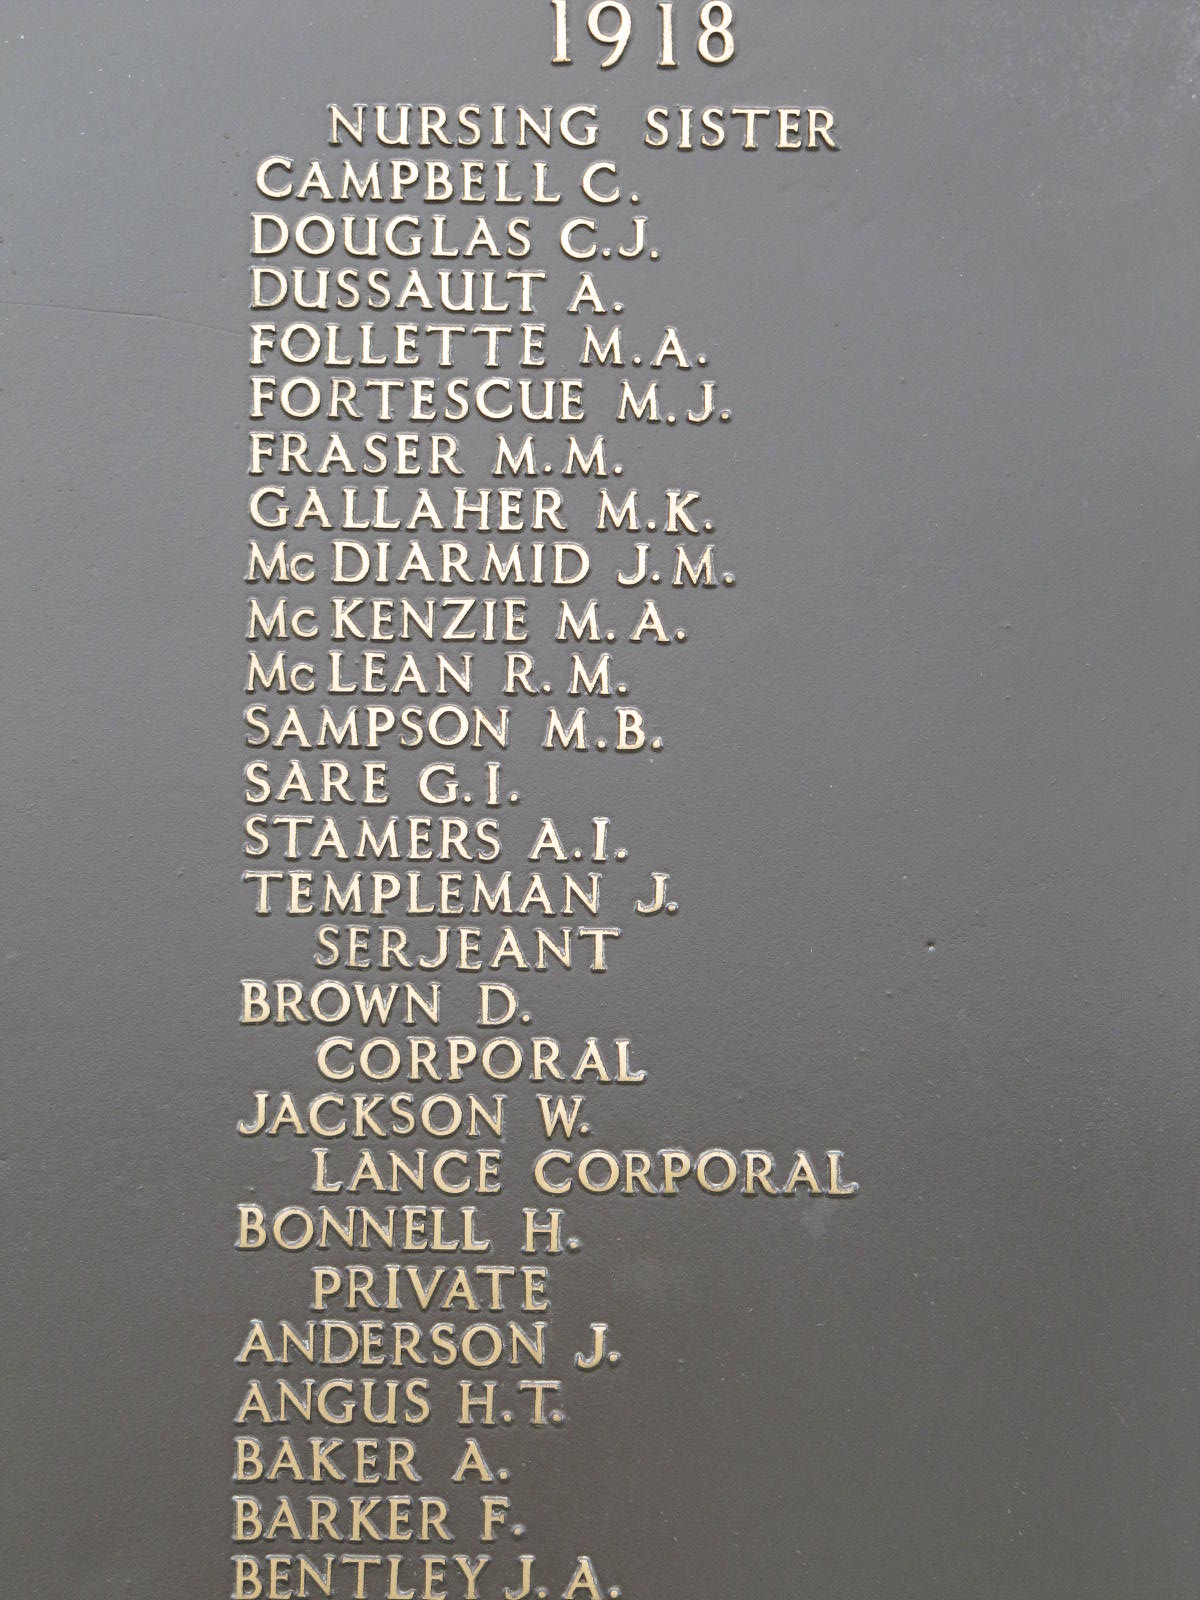 1918
NURSING SISTER
CAMPBELL C.
DOUGLAS C.J.
DUSSAULT A.
FOLLETTE M.A.
FORTESCUE M.J.
FRASER M.M.
GALLAHER M.K.
McDIARMID J.M.
McKENZIE M.A.
McLEAN R.M.
SAMPSON M.B.
SARE G.I.
STAMERS A.I.
TEMPLEMAN J.
SERJEANT
BROWN D.
CORPORAL
JACKSON W.
LANCE CORPORAL
BONNELL H.
PRIVATE
ANDERSON J.
ANGUS H.T.
BAKER A.
BARKER F.
BENTLEY J.A.